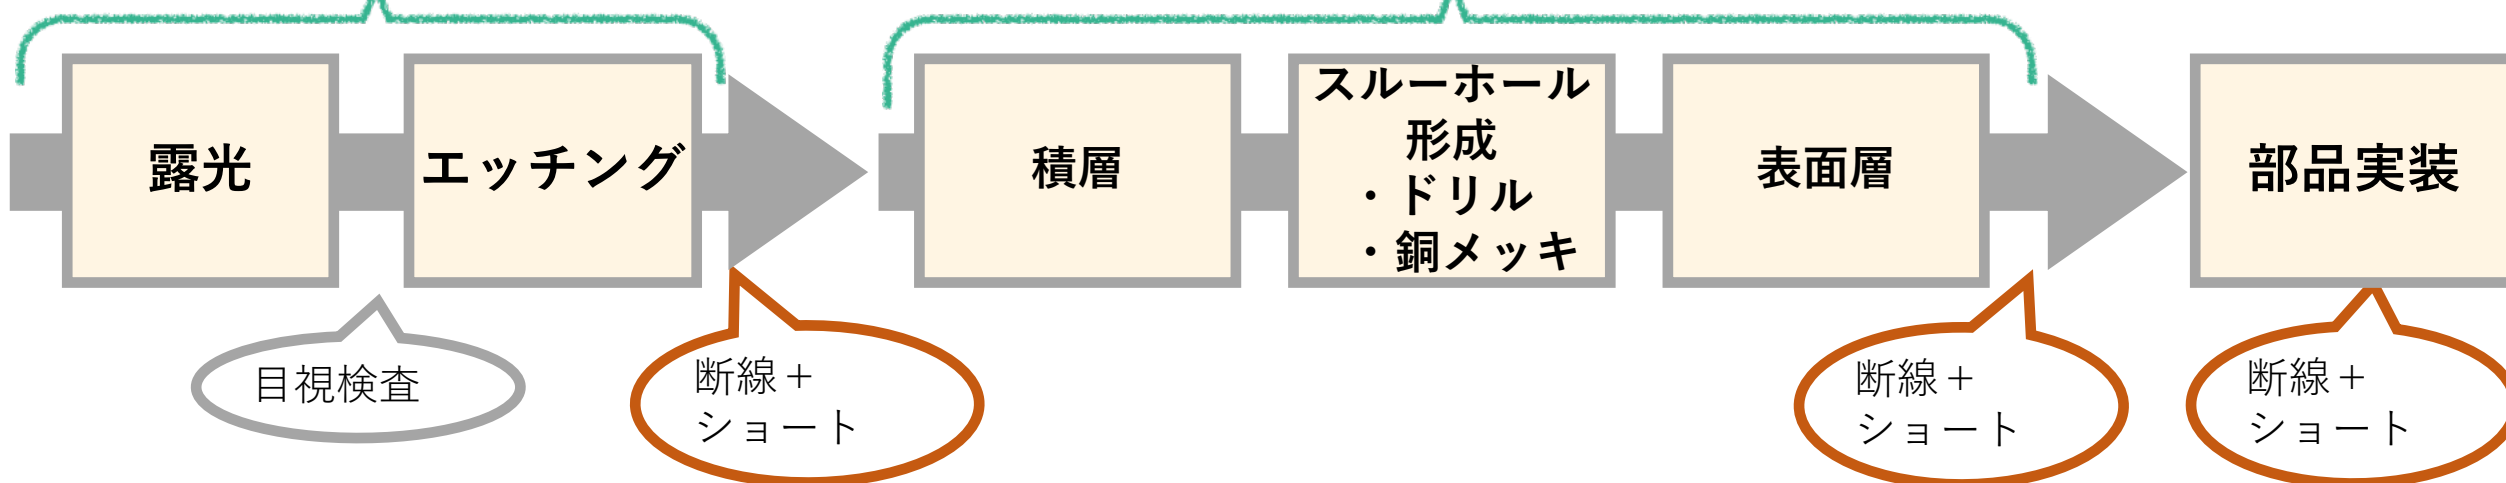 露光
エッチング
積層
スルーホール
形成
・ドリル
・銅メッキ
表面層
部品実装
目視検査
断線＋
ショート
断線＋
ショート
断線＋
ショート